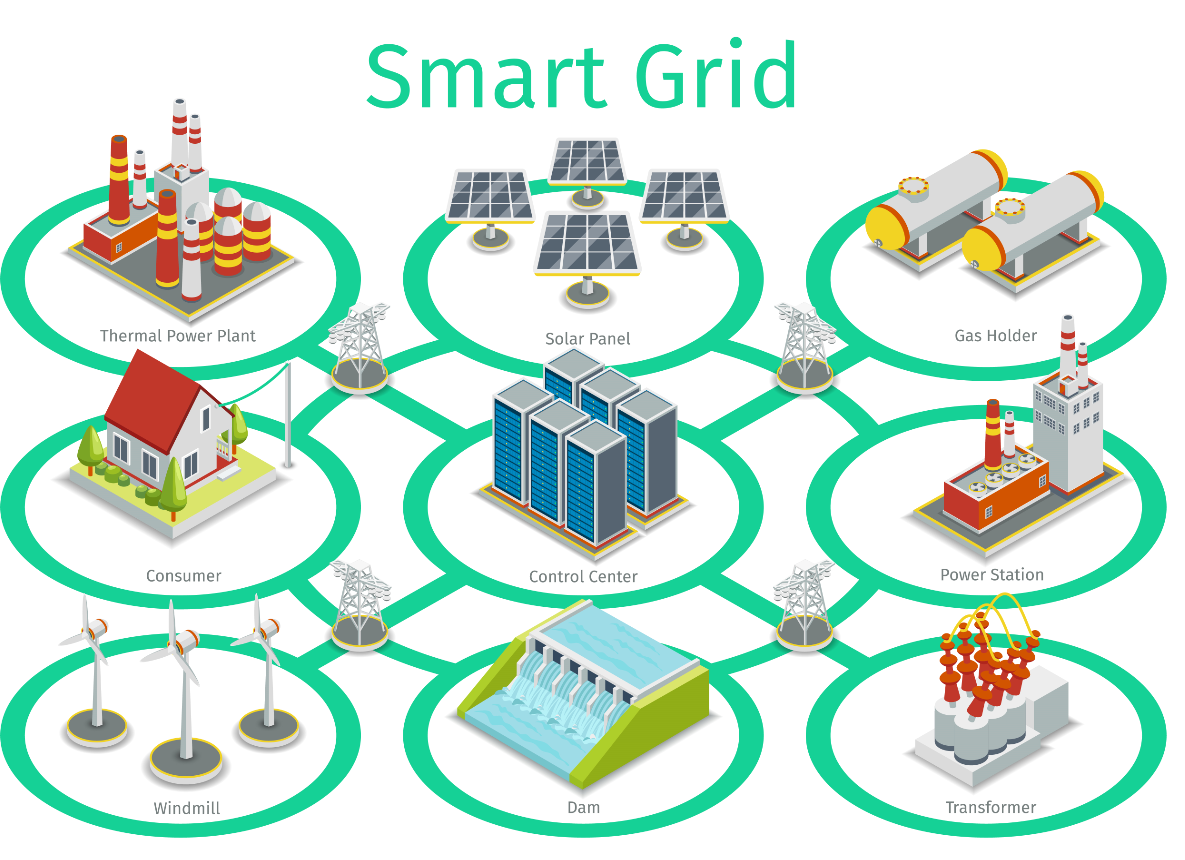 Smart Grid
Thermal Power Plant
Solar Panel
Gas Holder
Consumer
Control Center
Power Station
Windmill
Dam
Transformer